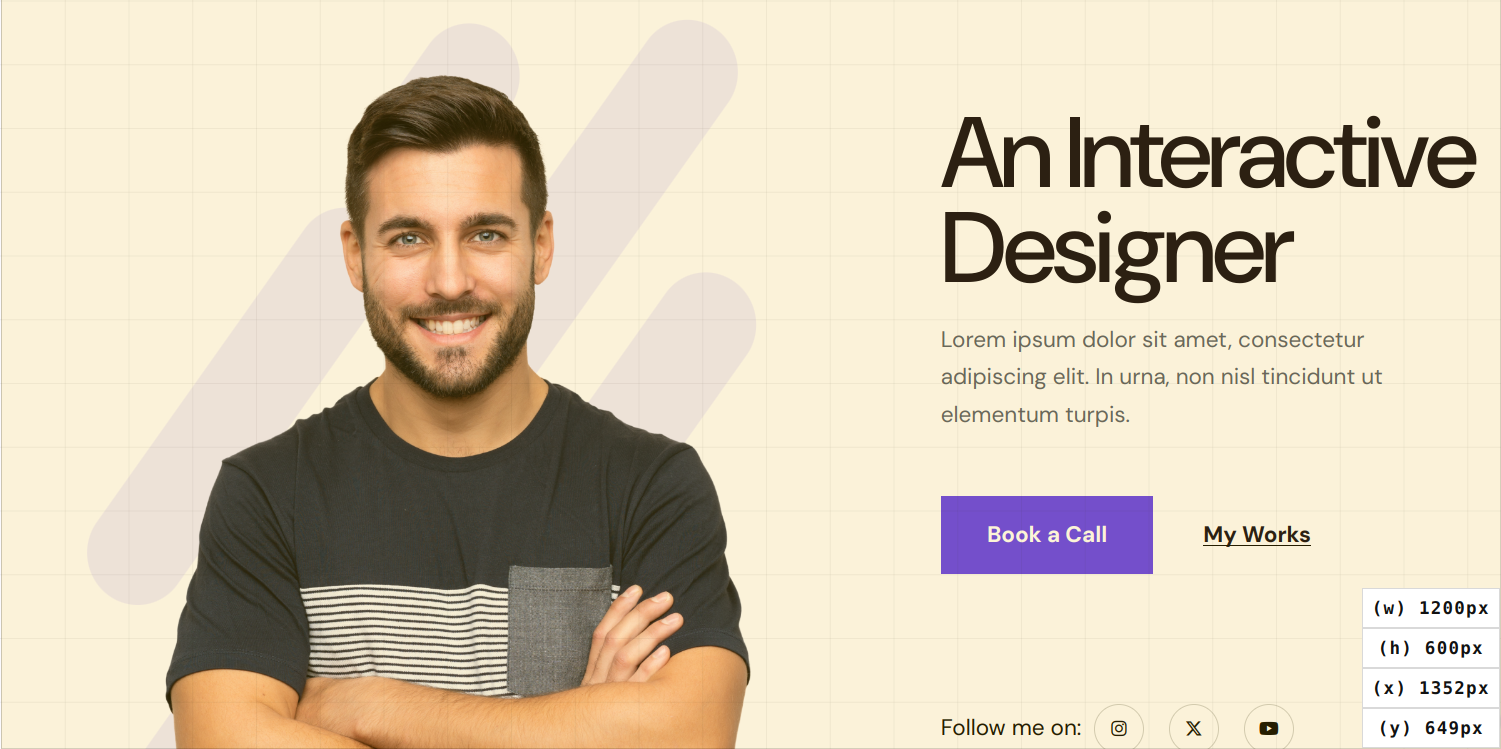 An Interactive
Designer
Lorem ipsum dolor sit amet, consectetur
adipiscing elit. In urna, non nisl tincidunt ut
elementum turpis.
Book a Call
My Works
Follow me on:
(w) 1200px
(h) 600px
(x) 1352px
(y) 649px